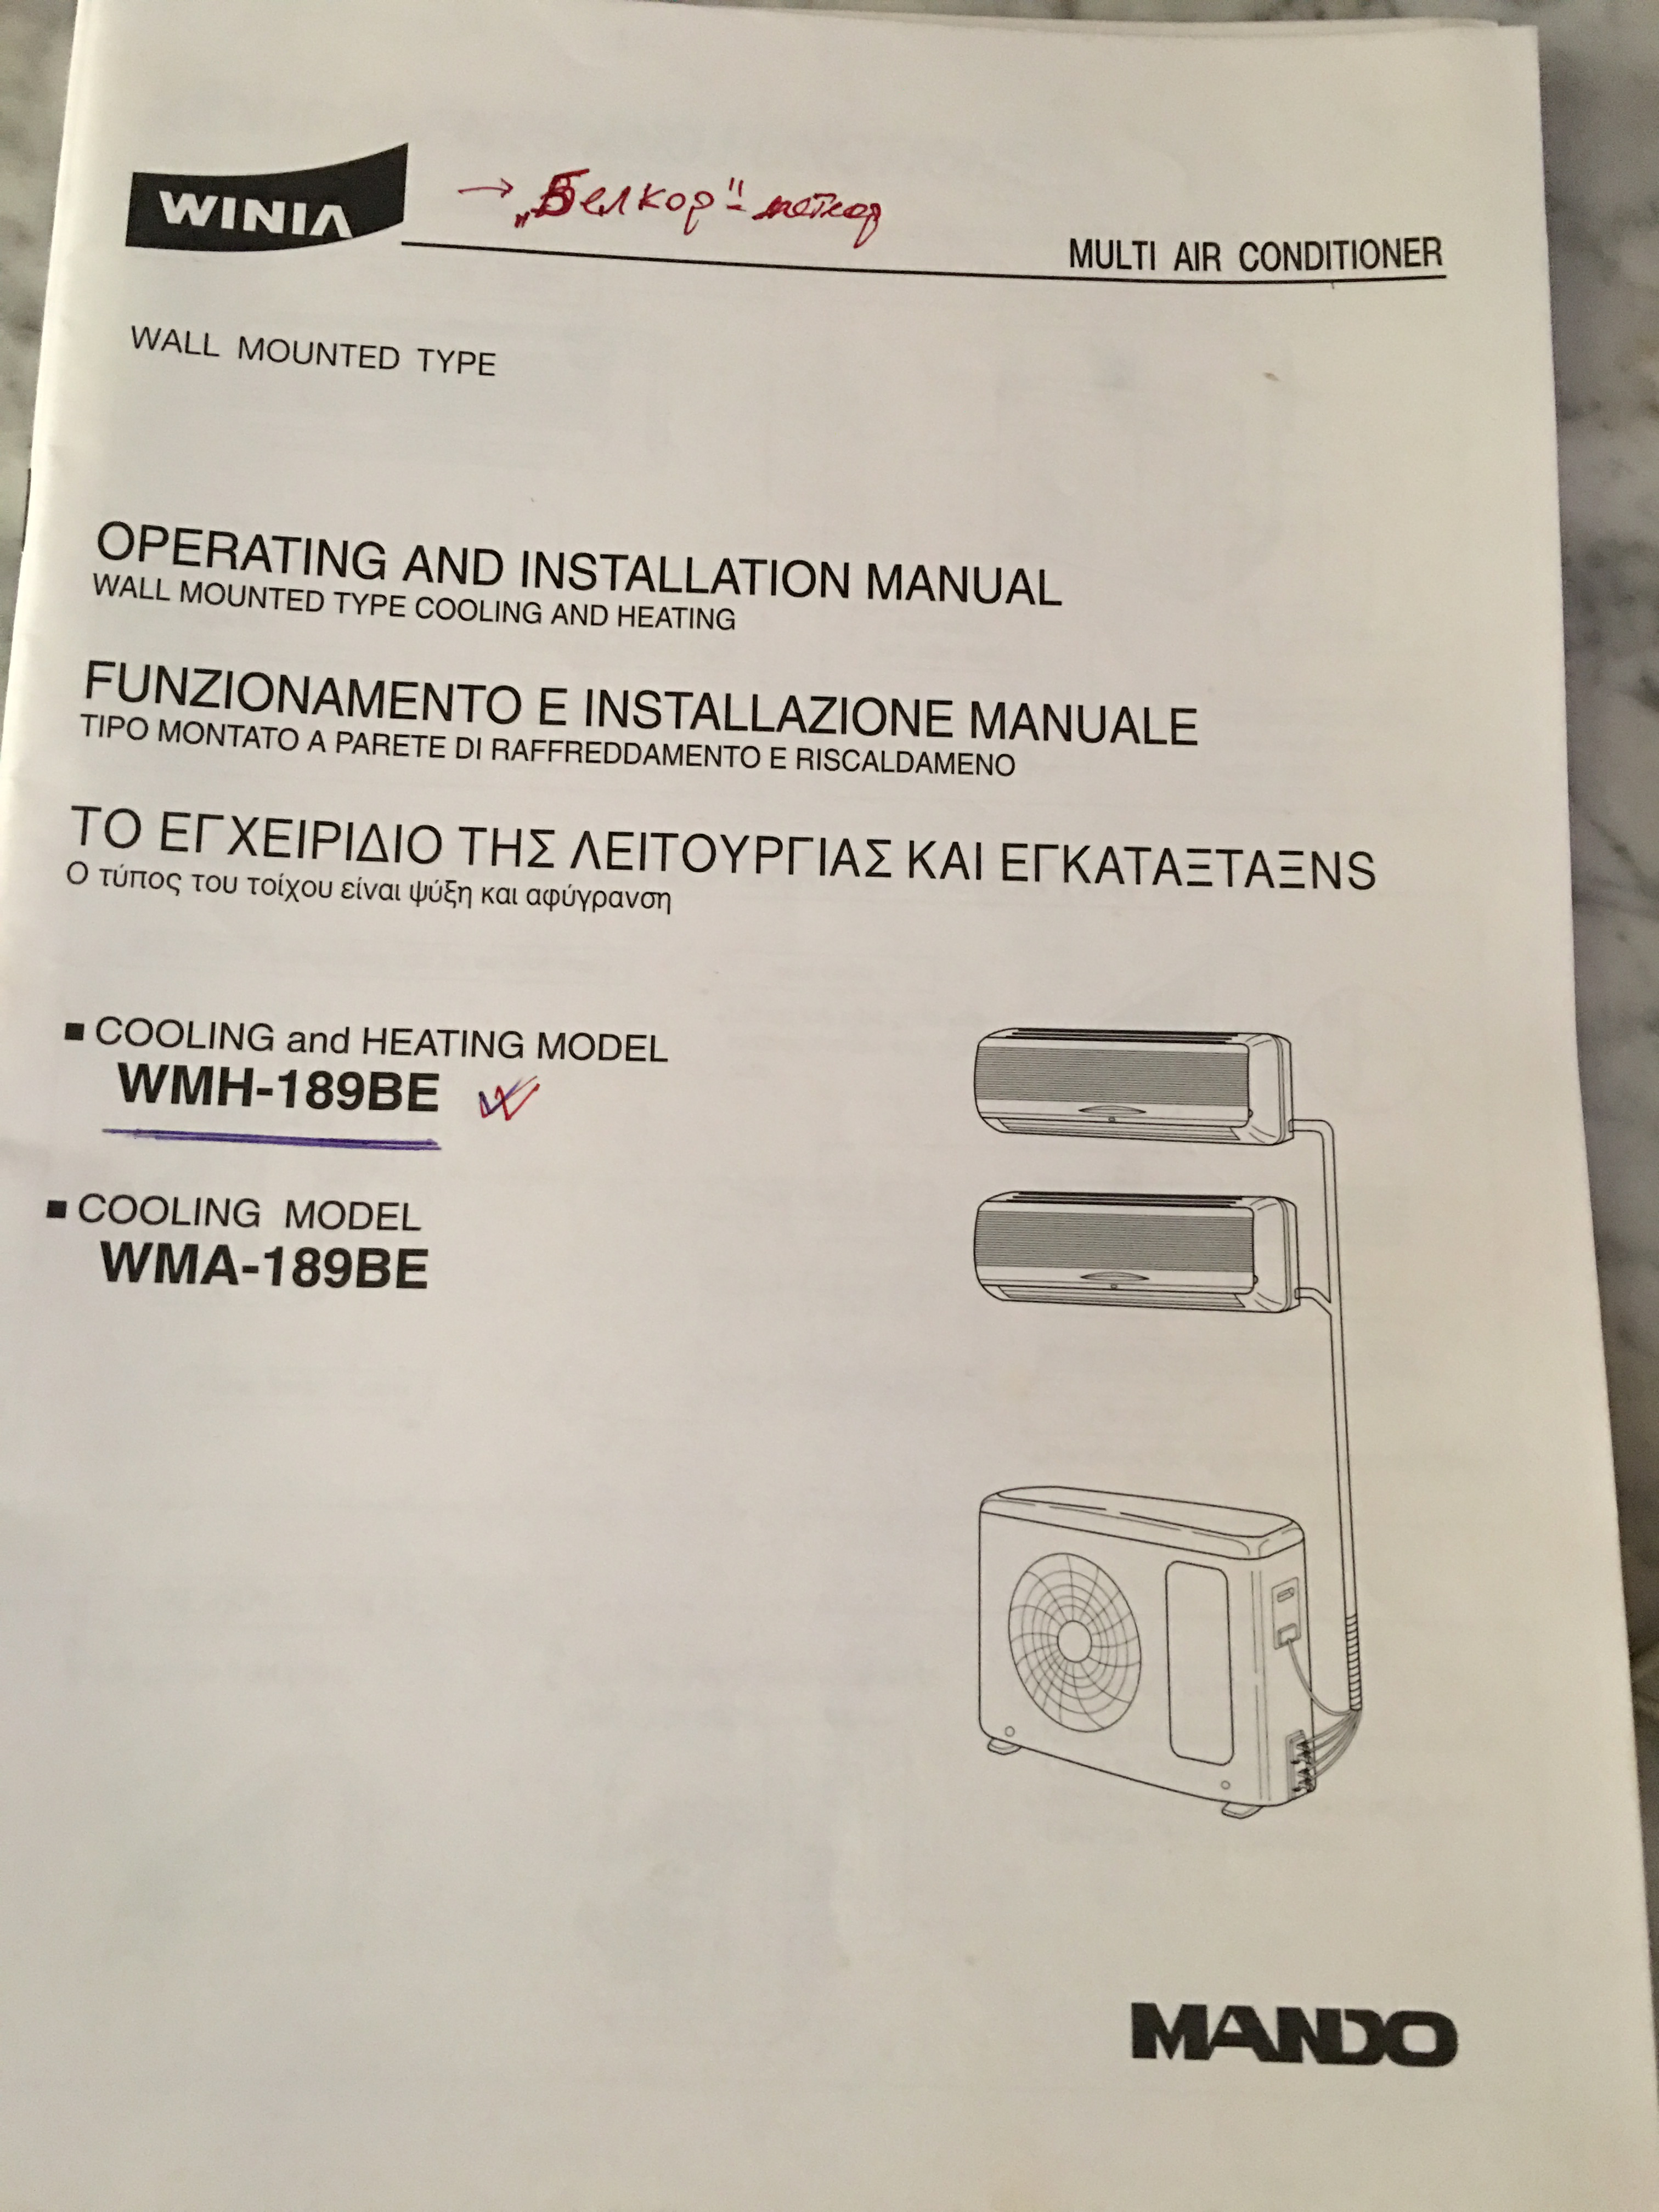 WINIA
→ „Белкор"-
MULTI AIR CONDITIONER
WALL MOUNTED TYPE
OPERATING AND INSTALLATION MANUAL
WALL MOUNTED TYPE COOLING AND HEATING
FUNZIONAMENTO E INSTALLAZIONE MANUALE
TIPO MONTATO A PARETE DI RAFFREDDAMENTO E RISCALDAMENO
ΤΟ ΕΓΧΕΙΡΙΔΙΟ ΤΗΣ ΛΕΙΤΟΥΡΓΙΑΣ ΚΑΙ ΕΓΚΑΤΑΞΤΑΞNS
Ο τύπος του τοίχου είναι ψύξη και αφύγρανση
■ COOLING and HEATING MODEL
WMH-189BE
■ COOLING MODEL
WMA-189BE
MANDO